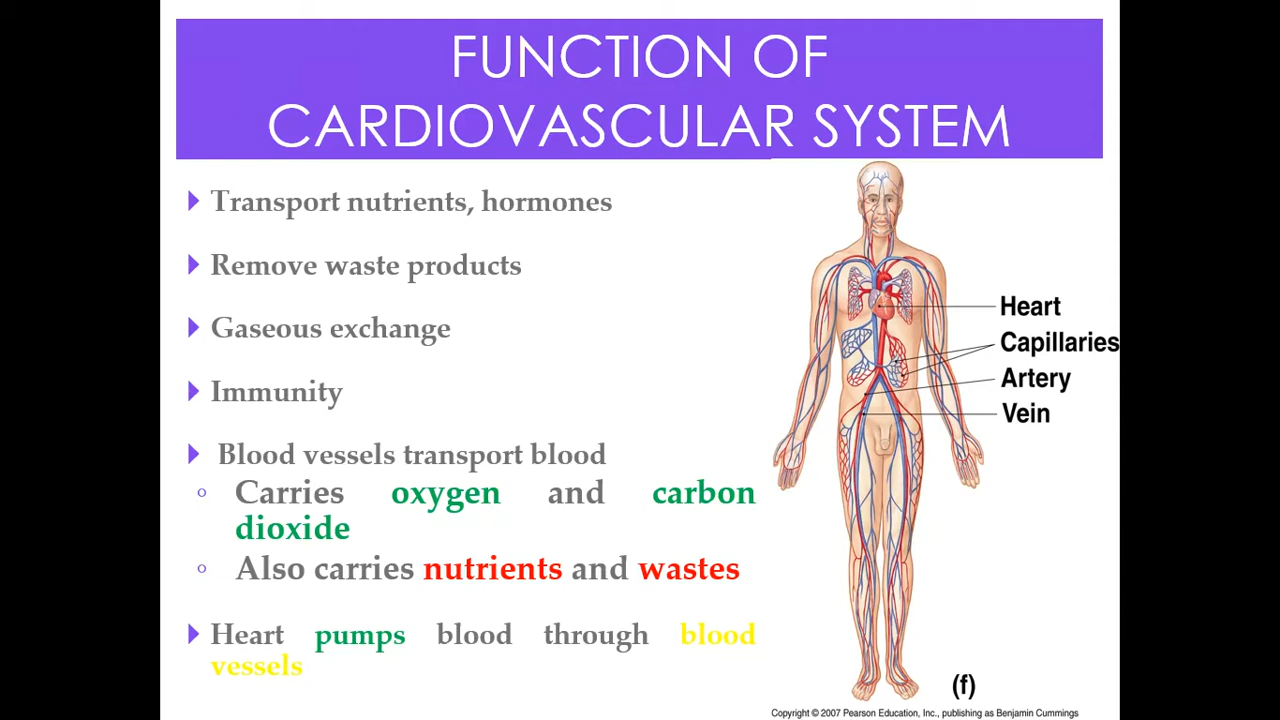 FUNCTION OF
CARDIOVASCULAR SYSTEM
Transport nutrients, hormones
Remove waste products
Gaseous exchange
Immunity
Blood vessels transport blood
Carries oxygen and carbon
dioxide
Also carries nutrients and wastes
Heart pumps blood through blood
vessels
Heart
Capillaries
Artery
Vein
(f)
Copyright © 2007 Pearson Education, Inc., publishing as Benjamin Cummings